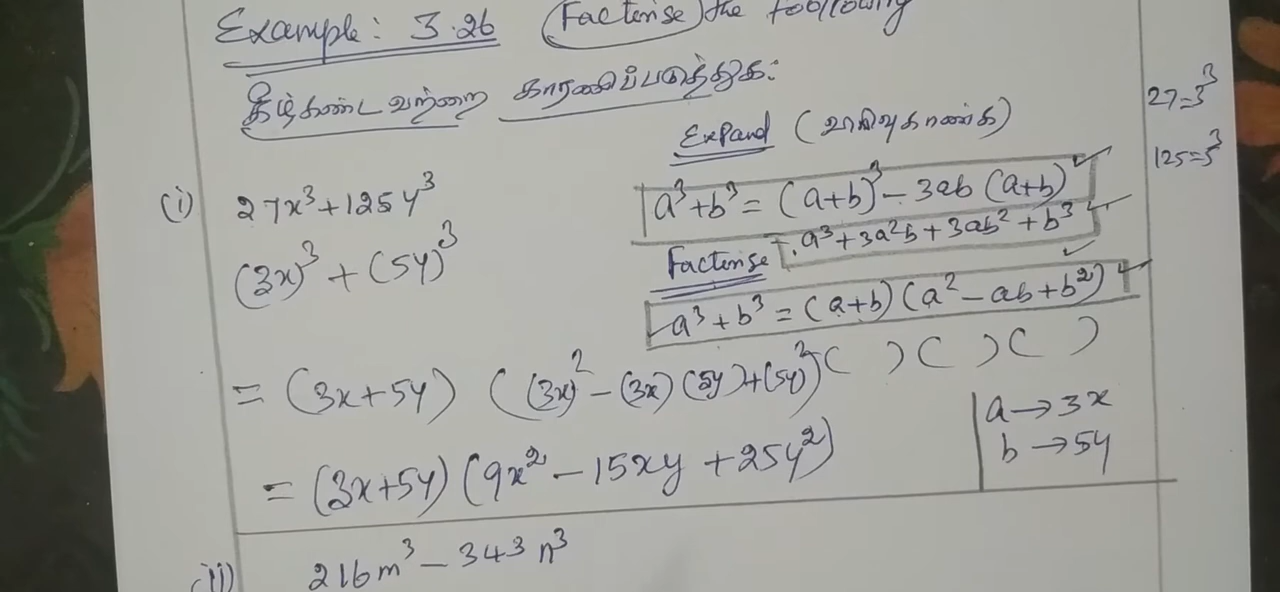 Example: 3.26 (Factorise) the foollowing
கீழ்கண்டவற்றை காரணிப்படுத்துக:
27=3³
Expand (விரிவு காண்க)
125=5³
(i) 27x³+125y³
a³+b³ = (a+b)³ - 3ab (a+b)
a³+3a²b+3ab²+b³
(3x)³ + (5y)³
Factorise
a³+b³ = (a+b) (a²-ab+b²)
= (3x+5y) ((3x)² - (3x) (5y)+(5y)² ( ) ( ) ( )
a→3x
b→5y
= (3x+5y) (9x² - 15xy + 25y²)
(ii) 216m³ - 343n³